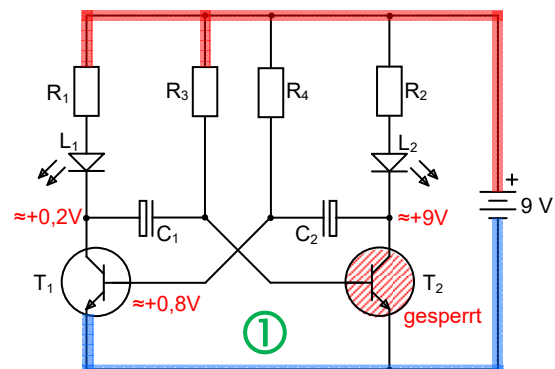 R1 R3 R4 R2
L1 L2
+
9 V
≈+0,2V C1 C2 ≈+9V
T1 ≈+0,8V T2
gesperrt
1